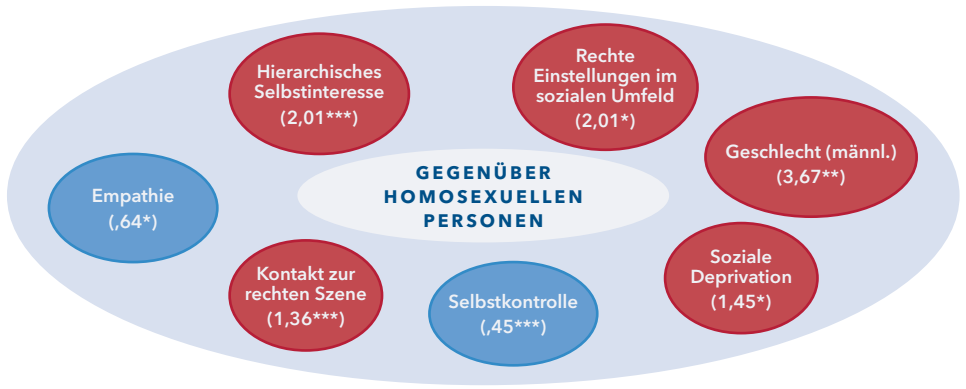 Hierarchisches
Selbstinteresse
(2,01***)
Rechte
Einstellungen im
sozialen Umfeld
(2,01*)
Geschlecht (männl.)
(3,67**)
GEGENÜBER
HOMOSEXUELLEN
PERSONEN
Empathie
(,64*)
Kontakt zur
rechten Szene
(1,36***)
Selbstkontrolle
(,45***)
Soziale
Deprivation
(1,45*)